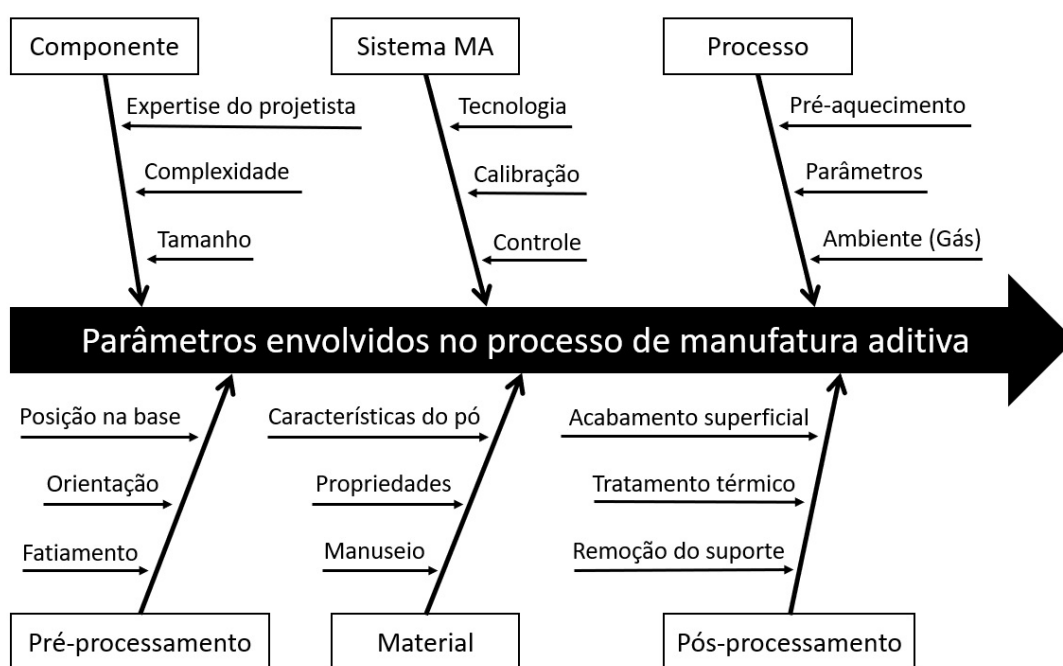 Componente
Sistema MA
Processo
Expertise do projetista
Tecnologia
Pré-aquecimento
Complexidade
Calibração
Parâmetros
Tamanho
Controle
Ambiente (Gás)
Parâmetros envolvidos no processo de manufatura aditiva
Posição na base
Características do pó
Acabamento superficial
Orientação
Propriedades
Tratamento térmico
Fatiamento
Manuseio
Remoção do suporte
Pré-processamento
Material
Pós-processamento